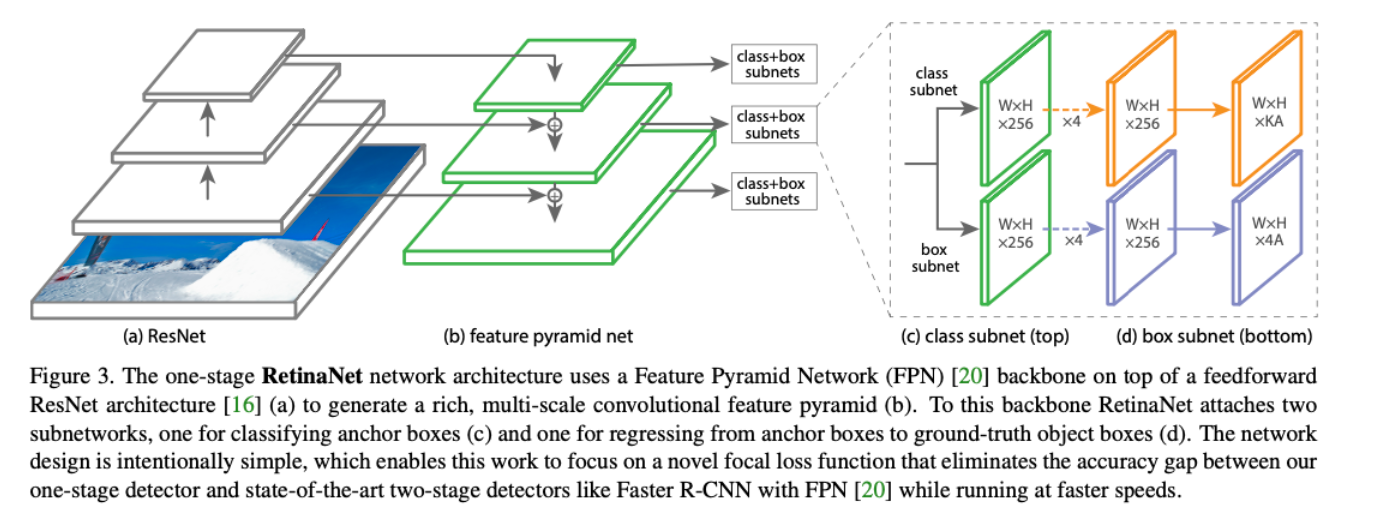 class+box
subnets
class+box
subnets
class+box
subnets
class
subnet
W×H
×256
×4
W×H
×256
W×H
×KA
box
subnet
W×H
×256
×4
W×H
×256
W×H
×4A
(a) ResNet
(b) feature pyramid net
(c) class subnet (top)
(d) box subnet (bottom)
Figure 3. The one-stage RetinaNet network architecture uses a Feature Pyramid Network (FPN) [20] backbone on top of a feedforward
ResNet architecture [16] (a) to generate a rich, multi-scale convolutional feature pyramid (b). To this backbone RetinaNet attaches two
subnetworks, one for classifying anchor boxes (c) and one for regressing from anchor boxes to ground-truth object boxes (d). The network
design is intentionally simple, which enables this work to focus on a novel focal loss function that eliminates the accuracy gap between our
one-stage detector and state-of-the-art two-stage detectors like Faster R-CNN with FPN [20] while running at faster speeds.